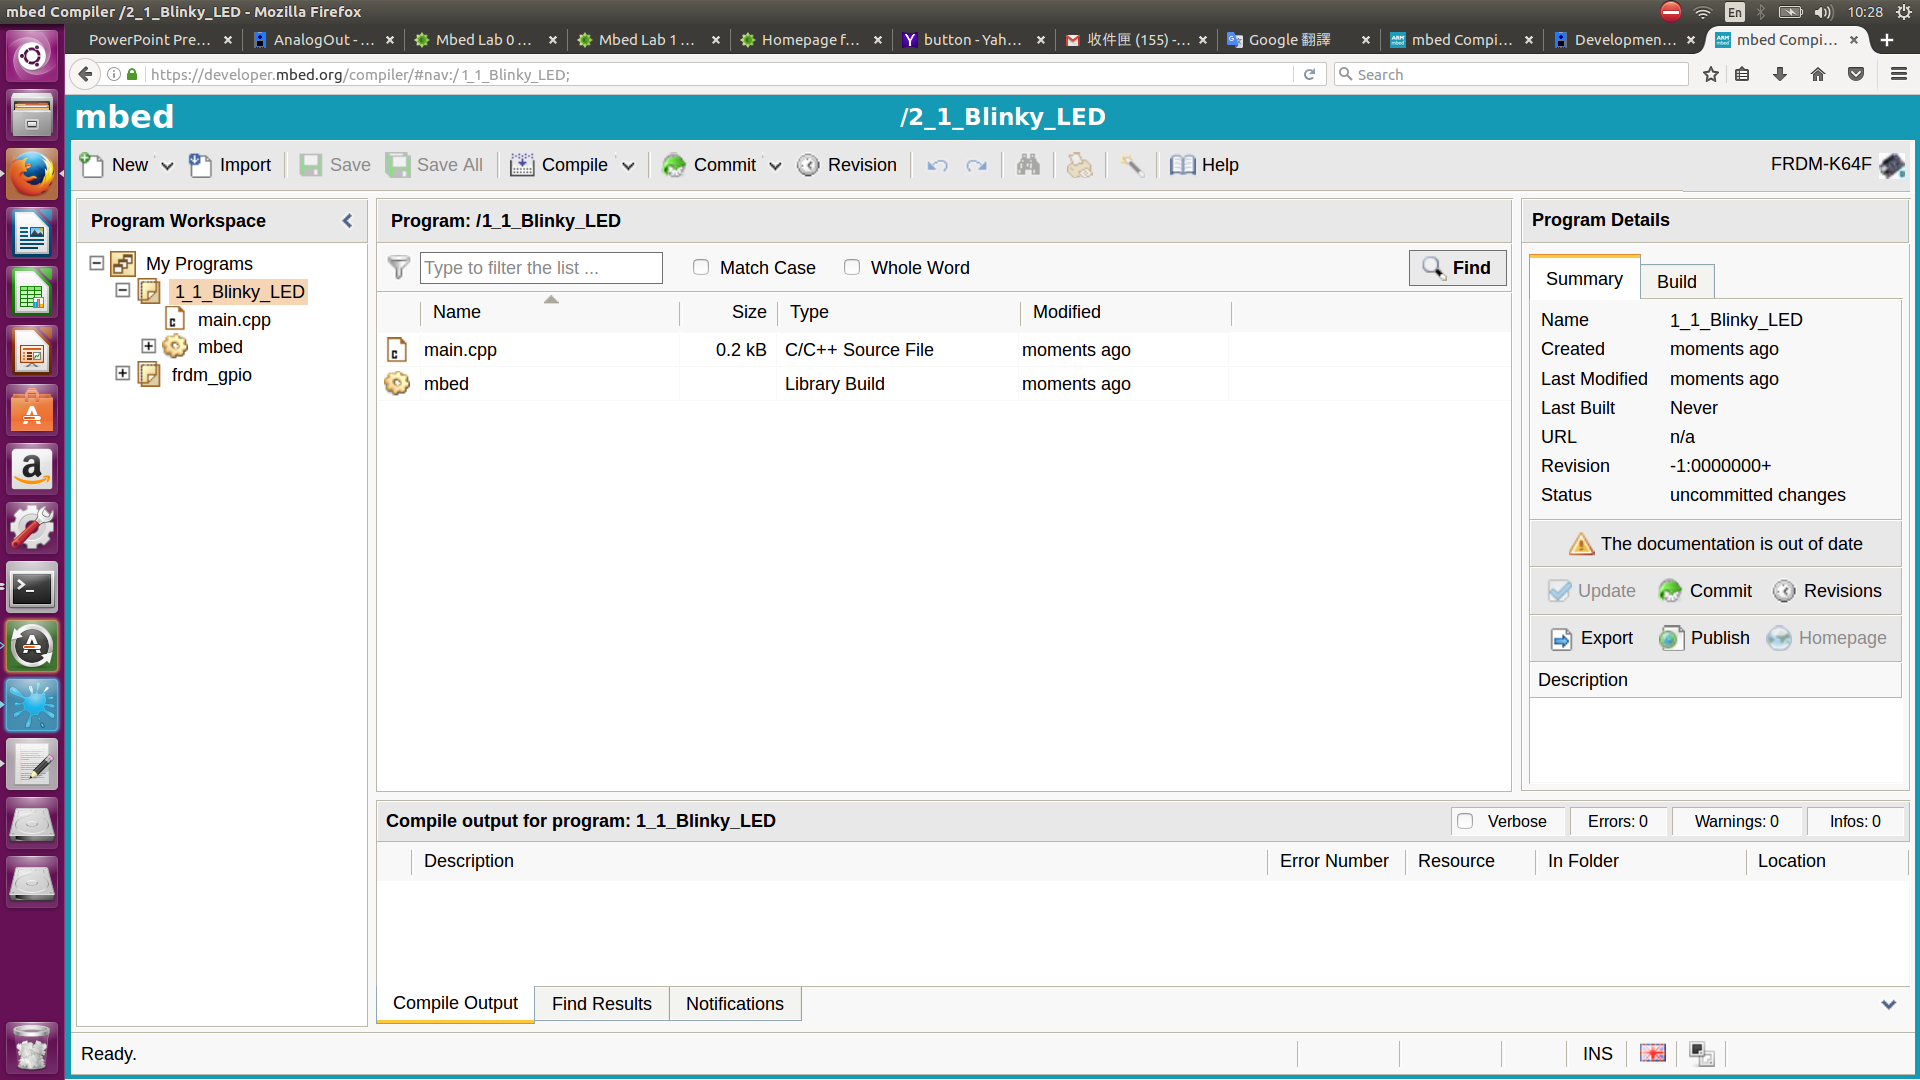 mbed Compiler /2_1_Blinky_LED - Mozilla Firefox
En
10:28
PowerPoint Pre...
AnalogOut - ...
Mbed Lab 0 ...
Mbed Lab 1 ...
Homepage f...
button - Yah...
收件匣 (155) -...
Google 翻譯
mbed Compi...
Developmen...
mbed Compi...
https://developer.mbed.org/compiler/#nav:/1_1_Blinky_LED;
Search
mbed
/2_1_Blinky_LED
New
Import
Save
Save All
Compile
Commit
Revision
Help
FRDM-K64F
Program Workspace
Program: /1_1_Blinky_LED
Program Details
My Programs
1_1_Blinky_LED
main.cpp
mbed
frdm_gpio
Type to filter the list ...
Match Case
Whole Word
Find
Name Size Type Modified
main.cpp 0.2 kB C/C++ Source File moments ago
mbed Library Build moments ago
Summary
Build
Name 1_1_Blinky_LED
Created moments ago
Last Modified moments ago
Last Built Never
URL n/a
Revision -1:0000000+
Status uncommitted changes
The documentation is out of date
Update Commit Revisions
Export Publish Homepage
Description
Compile output for program: 1_1_Blinky_LED
Verbose
Errors: 0
Warnings: 0
Infos: 0
Description Error Number Resource In Folder Location
Compile Output
Find Results
Notifications
Ready.
INS